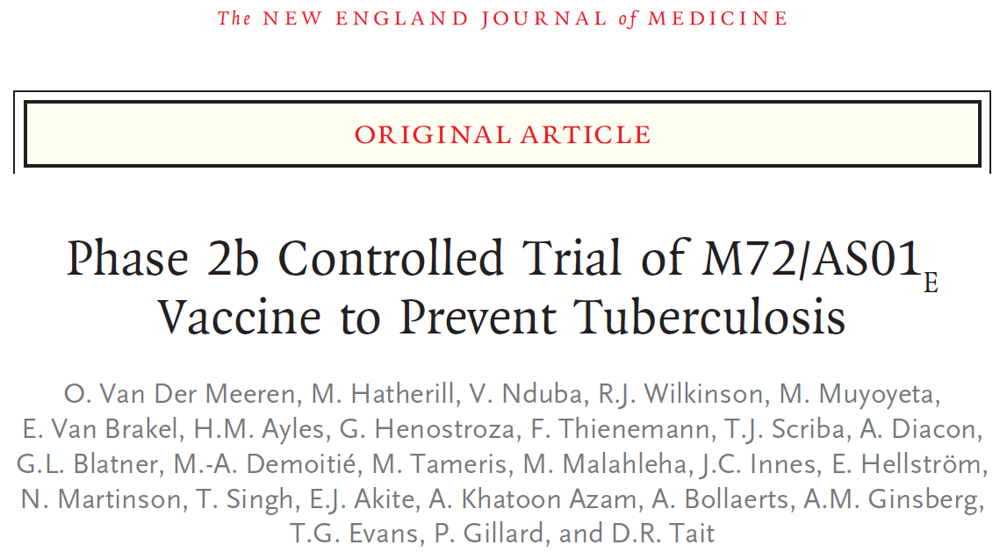 The NEW ENGLAND JOURNAL of MEDICINE
ORIGINAL ARTICLE
Phase 2b Controlled Trial of M72/AS01E
Vaccine to Prevent Tuberculosis
O. Van Der Meeren, M. Hatherill, V. Nduba, R.J. Wilkinson, M. Muyoyeta,
E. Van Brakel, H.M. Ayles, G. Henostroza, F. Thienemann, T.J. Scriba, A. Diacon,
G.L. Blatner, M.-A. Demoitié, M. Tameris, M. Malahleha, J.C. Innes, E. Hellström,
N. Martinson, T. Singh, E.J. Akite, A. Khatoon Azam, A. Bollaerts, A.M. Ginsberg,
T.G. Evans, P. Gillard, and D.R. Tait